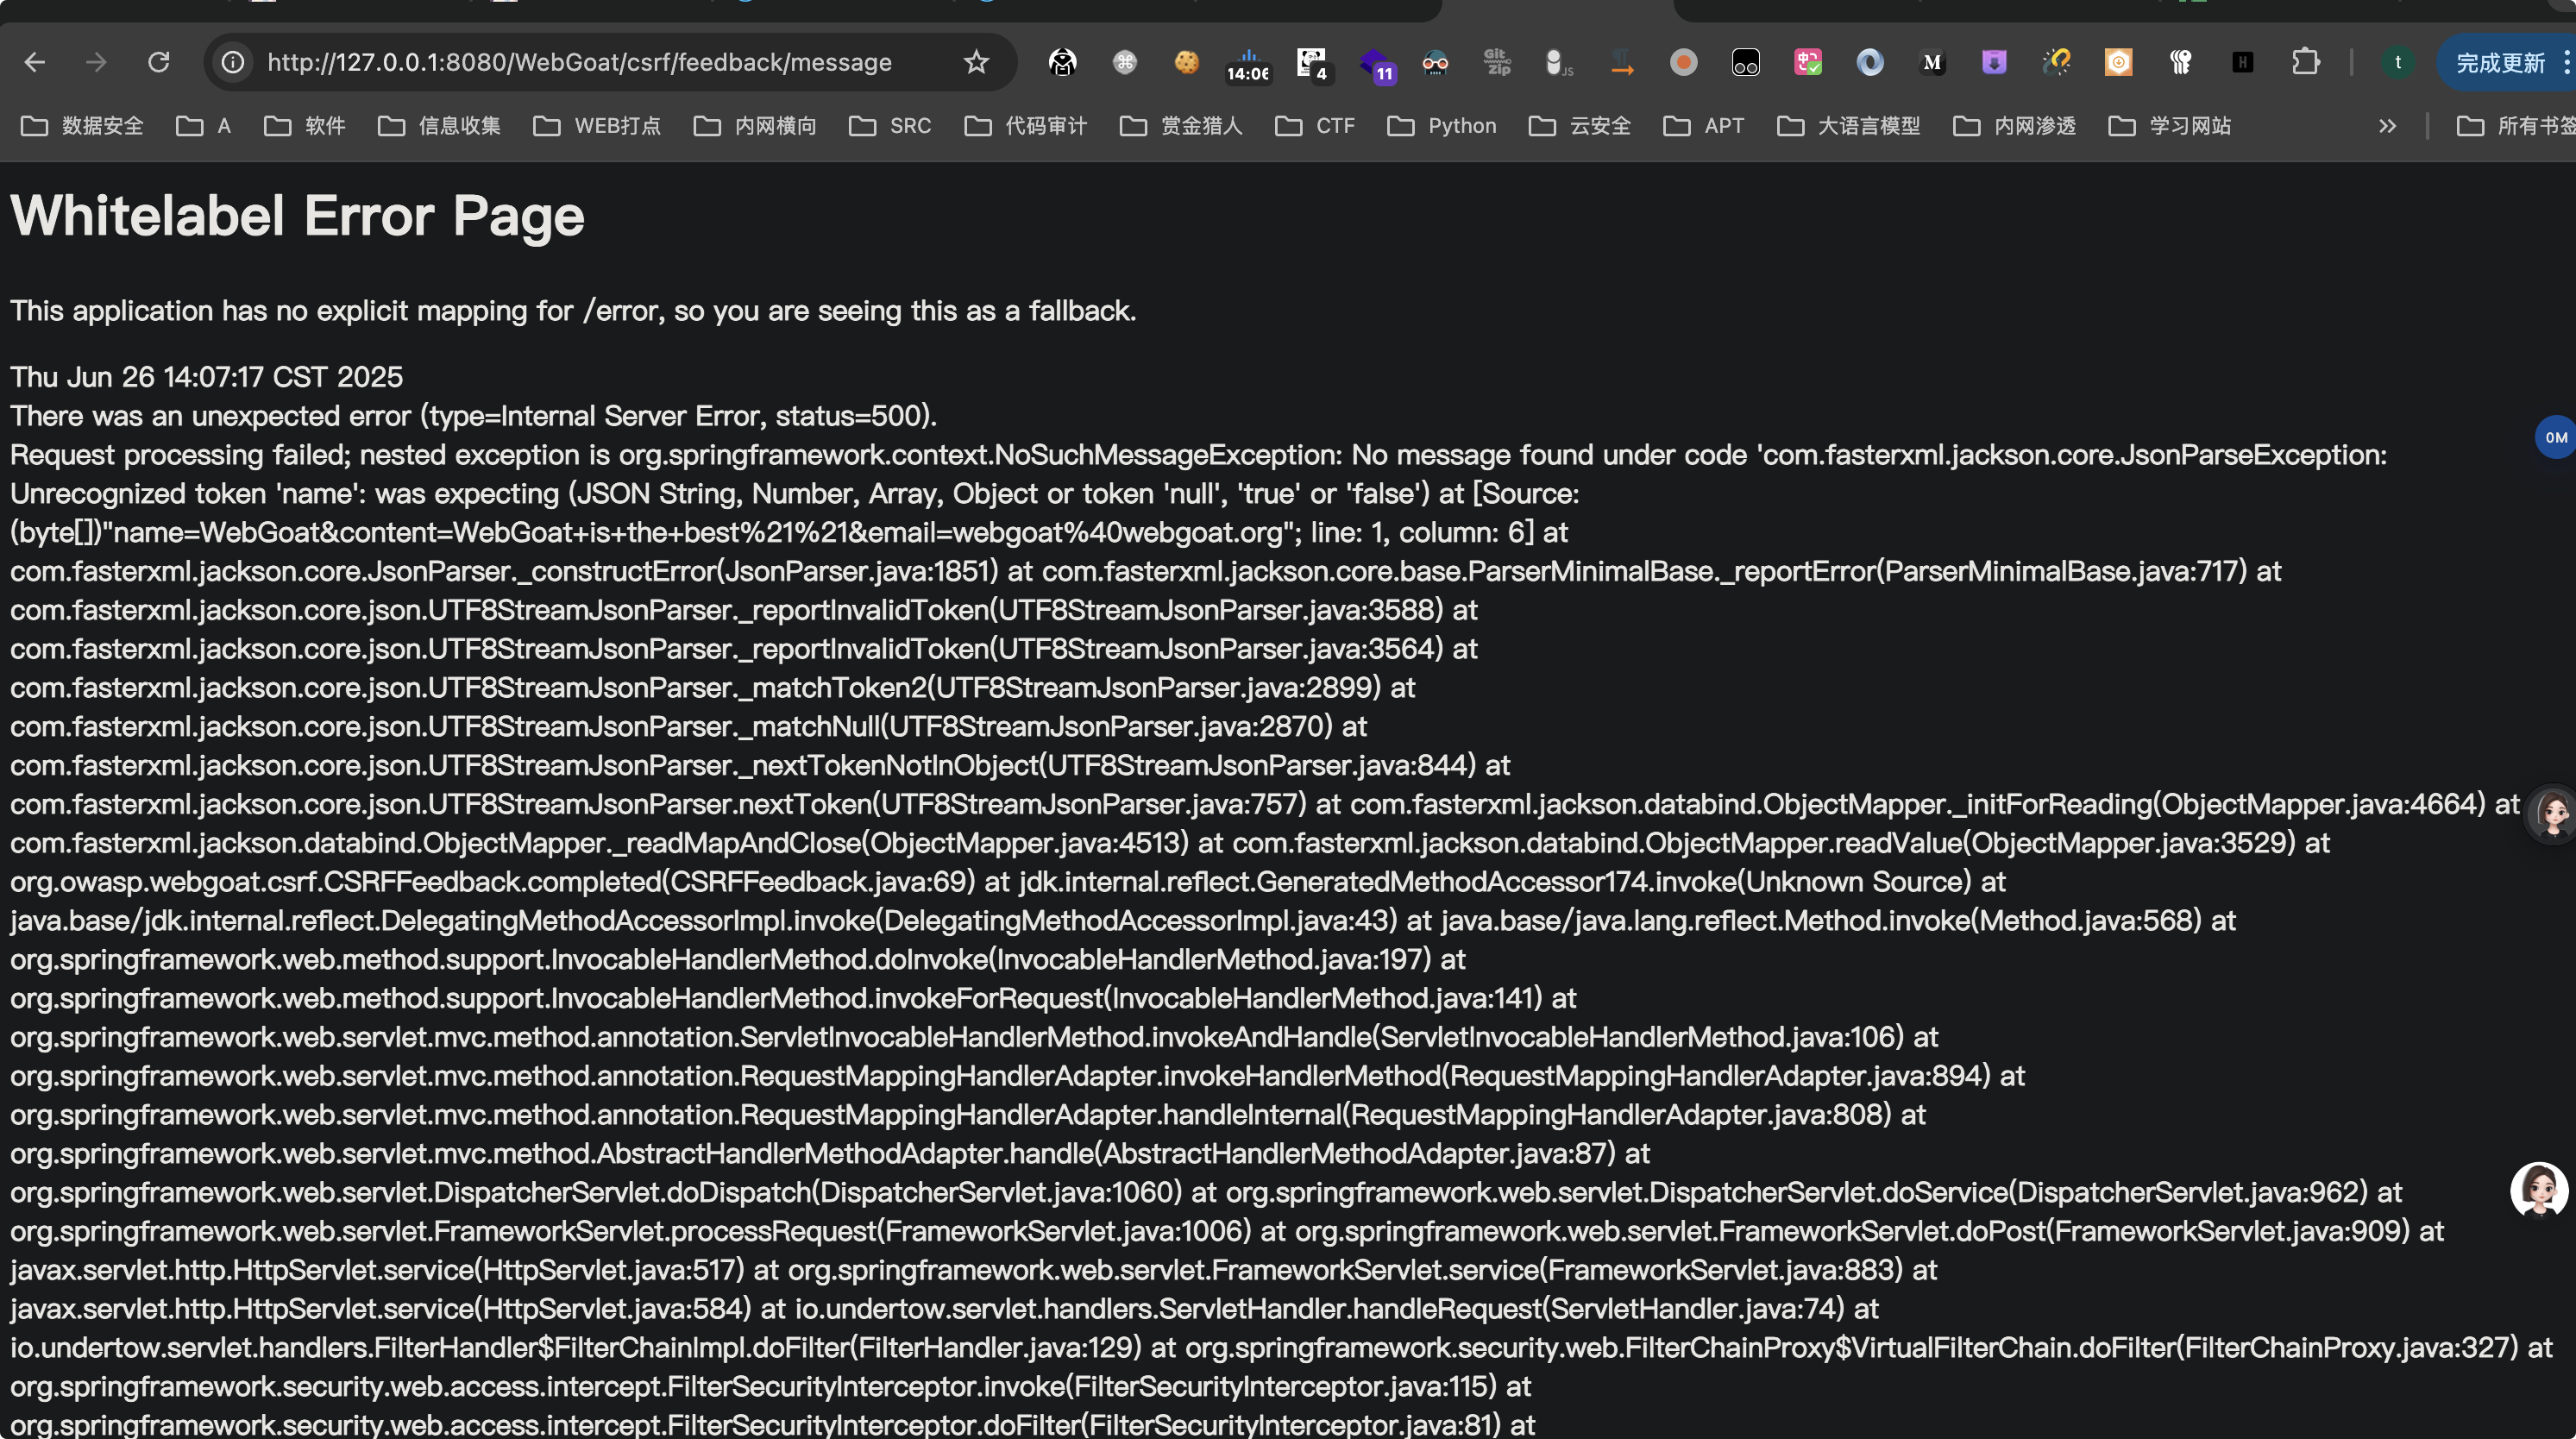 http://127.0.0.1:8080/WebGoat/csrf/feedback/message
14:06
4
11
Git
Zip
JS
M
H
t
完成更新
数据安全
A
软件
信息收集
WEB打点
内网横向
SRC
代码审计
赏金猎人
CTF
Python
云安全
APT
大语言模型
内网渗透
学习网站
所有书签
Whitelabel Error Page
This application has no explicit mapping for /error, so you are seeing this as a fallback.
Thu Jun 26 14:07:17 CST 2025
There was an unexpected error (type=Internal Server Error, status=500).
Request processing failed; nested exception is org.springframework.context.NoSuchMessageException: No message found under code 'com.fasterxml.jackson.core.JsonParseException:
Unrecognized token 'name': was expecting (JSON String, Number, Array, Object or token 'null', 'true' or 'false') at [Source:
(byte[])"name=WebGoat&content=WebGoat+is+the+best%21%21&email=webgoat%40webgoat.org"; line: 1, column: 6] at
com.fasterxml.jackson.core.JsonParser._constructError(JsonParser.java:1851) at com.fasterxml.jackson.core.base.ParserMinimalBase._reportError(ParserMinimalBase.java:717) at
com.fasterxml.jackson.core.json.UTF8StreamJsonParser._reportInvalidToken(UTF8StreamJsonParser.java:3588) at
com.fasterxml.jackson.core.json.UTF8StreamJsonParser._reportInvalidToken(UTF8StreamJsonParser.java:3564) at
com.fasterxml.jackson.core.json.UTF8StreamJsonParser._matchToken2(UTF8StreamJsonParser.java:2899) at
com.fasterxml.jackson.core.json.UTF8StreamJsonParser._matchNull(UTF8StreamJsonParser.java:2870) at
com.fasterxml.jackson.core.json.UTF8StreamJsonParser._nextTokenNotInObject(UTF8StreamJsonParser.java:844) at
com.fasterxml.jackson.core.json.UTF8StreamJsonParser.nextToken(UTF8StreamJsonParser.java:757) at com.fasterxml.jackson.databind.ObjectMapper._initForReading(ObjectMapper.java:4664) at
com.fasterxml.jackson.databind.ObjectMapper._readMapAndClose(ObjectMapper.java:4513) at com.fasterxml.jackson.databind.ObjectMapper.readValue(ObjectMapper.java:3529) at
org.owasp.webgoat.csrf.CSRFFeedback.completed(CSRFFeedback.java:69) at jdk.internal.reflect.GeneratedMethodAccessor174.invoke(Unknown Source) at
java.base/jdk.internal.reflect.DelegatingMethodAccessorImpl.invoke(DelegatingMethodAccessorImpl.java:43) at java.base/java.lang.reflect.Method.invoke(Method.java:568) at
org.springframework.web.method.support.InvocableHandlerMethod.doInvoke(InvocableHandlerMethod.java:197) at
org.springframework.web.method.support.InvocableHandlerMethod.invokeForRequest(InvocableHandlerMethod.java:141) at
org.springframework.web.servlet.mvc.method.annotation.ServletInvocableHandlerMethod.invokeAndHandle(ServletInvocableHandlerMethod.java:106) at
org.springframework.web.servlet.mvc.method.annotation.RequestMappingHandlerAdapter.invokeHandlerMethod(RequestMappingHandlerAdapter.java:894) at
org.springframework.web.servlet.mvc.method.annotation.RequestMappingHandlerAdapter.handleInternal(RequestMappingHandlerAdapter.java:808) at
org.springframework.web.servlet.mvc.method.AbstractHandlerMethodAdapter.handle(AbstractHandlerMethodAdapter.java:87) at
org.springframework.web.servlet.DispatcherServlet.doDispatch(DispatcherServlet.java:1060) at org.springframework.web.servlet.DispatcherServlet.doService(DispatcherServlet.java:962) at
org.springframework.web.servlet.FrameworkServlet.processRequest(FrameworkServlet.java:1006) at org.springframework.web.servlet.FrameworkServlet.doPost(FrameworkServlet.java:909) at
javax.servlet.http.HttpServlet.service(HttpServlet.java:517) at org.springframework.web.servlet.FrameworkServlet.service(FrameworkServlet.java:883) at
javax.servlet.http.HttpServlet.service(HttpServlet.java:584) at io.undertow.servlet.handlers.ServletHandler.handleRequest(ServletHandler.java:74) at
io.undertow.servlet.handlers.FilterHandler$FilterChainImpl.doFilter(FilterHandler.java:129) at org.springframework.security.web.FilterChainProxy$VirtualFilterChain.doFilter(FilterChainProxy.java:327) at
org.springframework.security.web.access.intercept.FilterSecurityInterceptor.invoke(FilterSecurityInterceptor.java:115) at
org.springframework.security.web.access.intercept.FilterSecurityInterceptor.doFilter(FilterSecurityInterceptor.java:81) at
0M